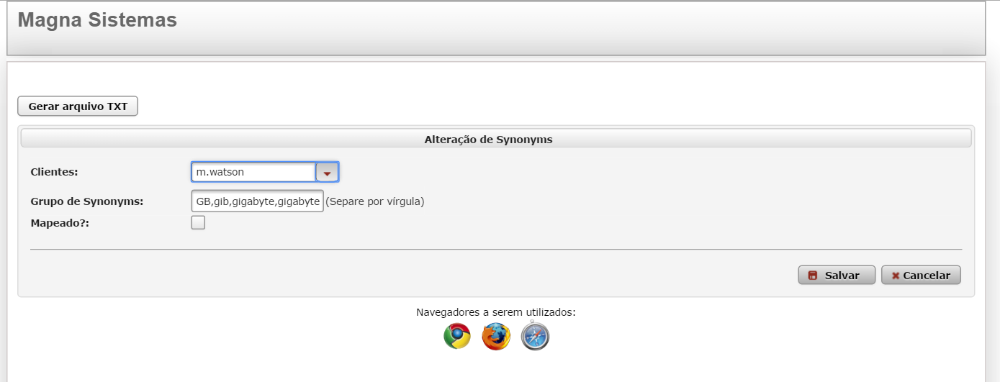 Magna Sistemas
Gerar arquivo TXT
Alteração de Synonyms
Clientes: m.watson
Grupo de Synonyms: GB,gib,gigabyte,gigabyte (Separe por vírgula)
Mapeado?:
Salvar Cancelar
Navegadores a serem utilizados: